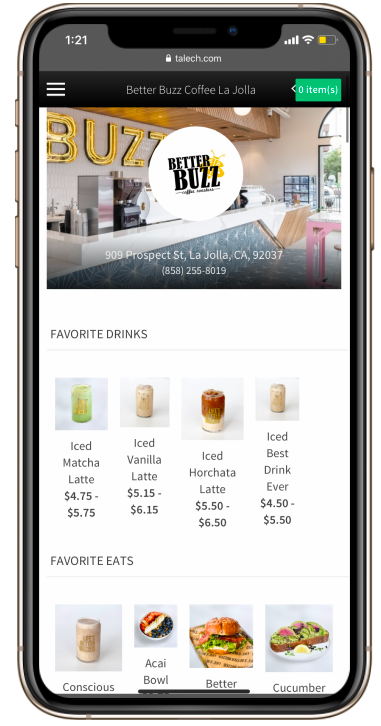 1:21
talech.com
Better Buzz Coffee La Jolla
0 item(s)
BUZZ
BETTER
BUZZ
coffee roasters
909 Prospect St, La Jolla, CA, 92037
(858) 255-8019
FAVORITE DRINKS
Iced
Matcha
Latte
$4.75 -
$5.75
Iced
Vanilla
Latte
$5.15 -
$6.15
Iced
Horchata
Latte
$5.50 -
$6.50
Iced
Best
Drink
Ever
$4.50 -
$5.50
FAVORITE EATS
Conscious
Acai
Bowl
Better
Cucumber